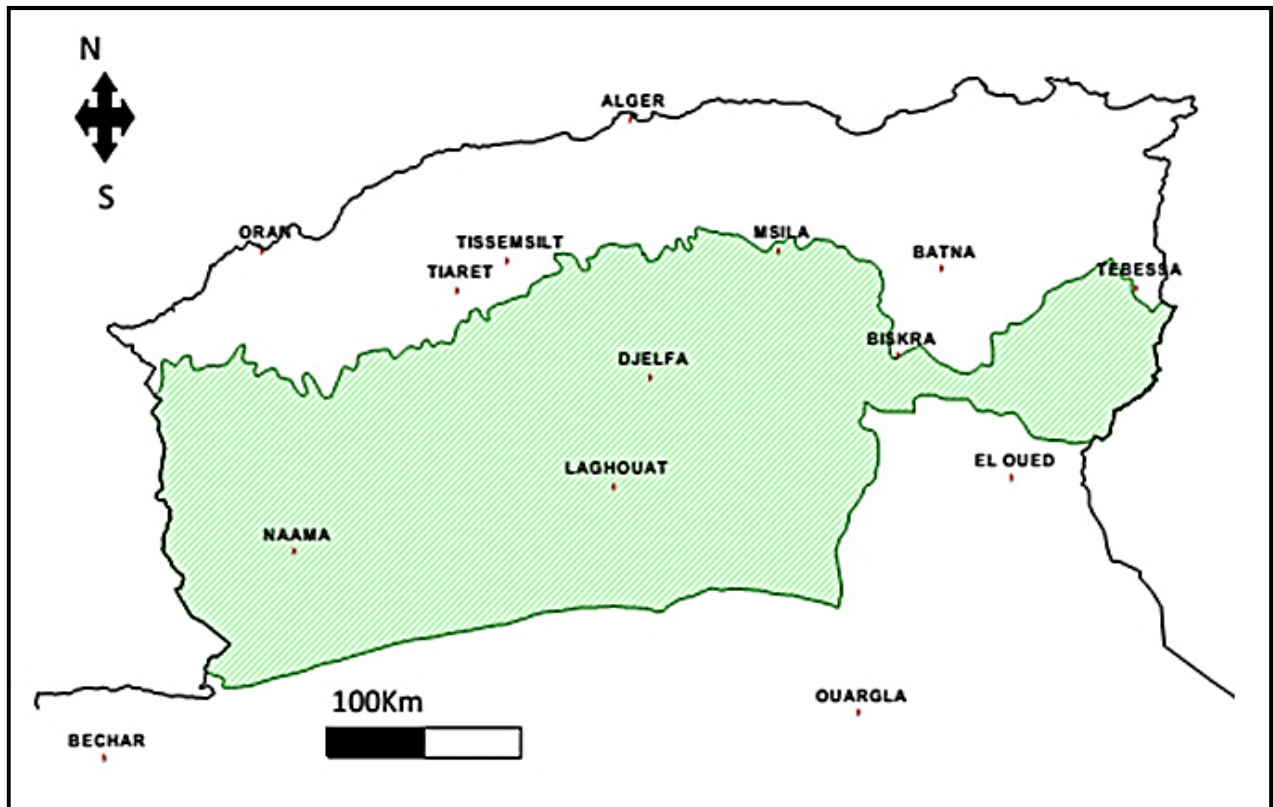 N
S
ALGER
ORAN
TISSEMSILT
TIARET
MSILA
BATNA
TEBESSA
BISKRA
DJELFA
LAGHOUAT
EL OUED
NAAMA
100Km
OUARGLA
BECHAR